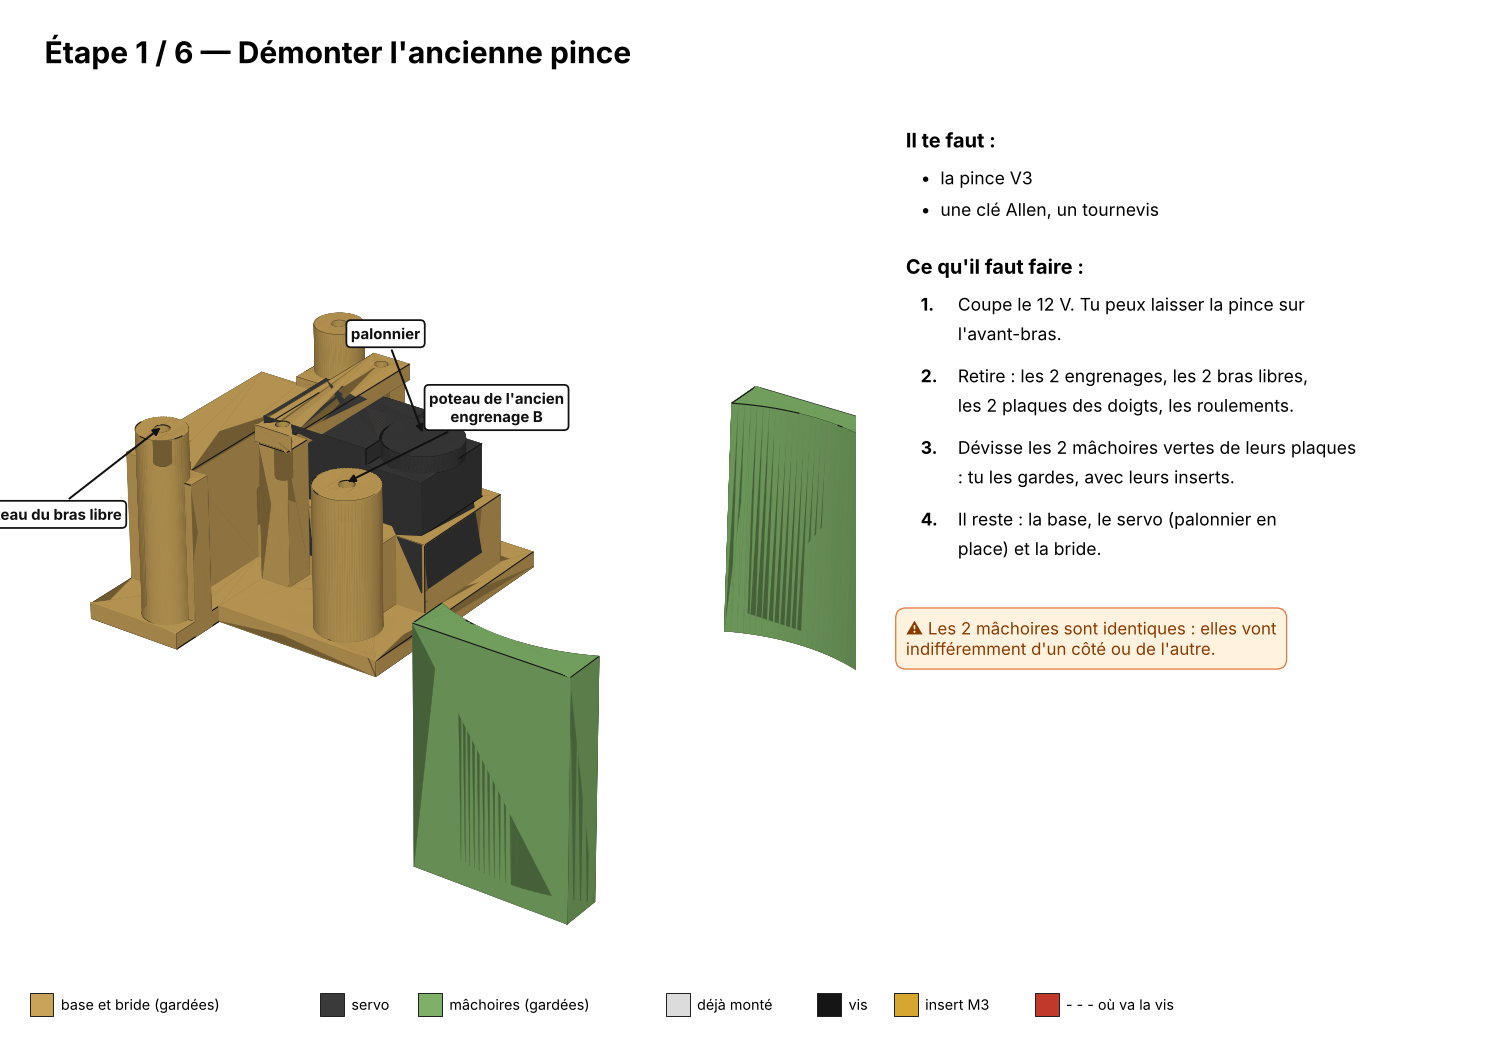 Étape 1 / 6 — Démonter l'ancienne pince
Il te faut :
• la pince V3
• une clé Allen, un tournevis
Ce qu'il faut faire :
1. Coupe le 12 V. Tu peux laisser la pince sur
l'avant-bras.
2. Retire : les 2 engrenages, les 2 bras libres,
les 2 plaques des doigts, les roulements.
3. Dévisse les 2 mâchoires vertes de leurs plaques
: tu les gardes, avec leurs inserts.
4. Il reste : la base, le servo (palonnier en
place) et la bride.
⚠ Les 2 mâchoires sont identiques : elles vont
indifféremment d'un côté ou de l'autre.
palonnier
poteau de l'ancien
engrenage B
eau du bras libre
base et bride (gardées)
servo
mâchoires (gardées)
déjà monté
vis
insert M3
- - - où va la vis